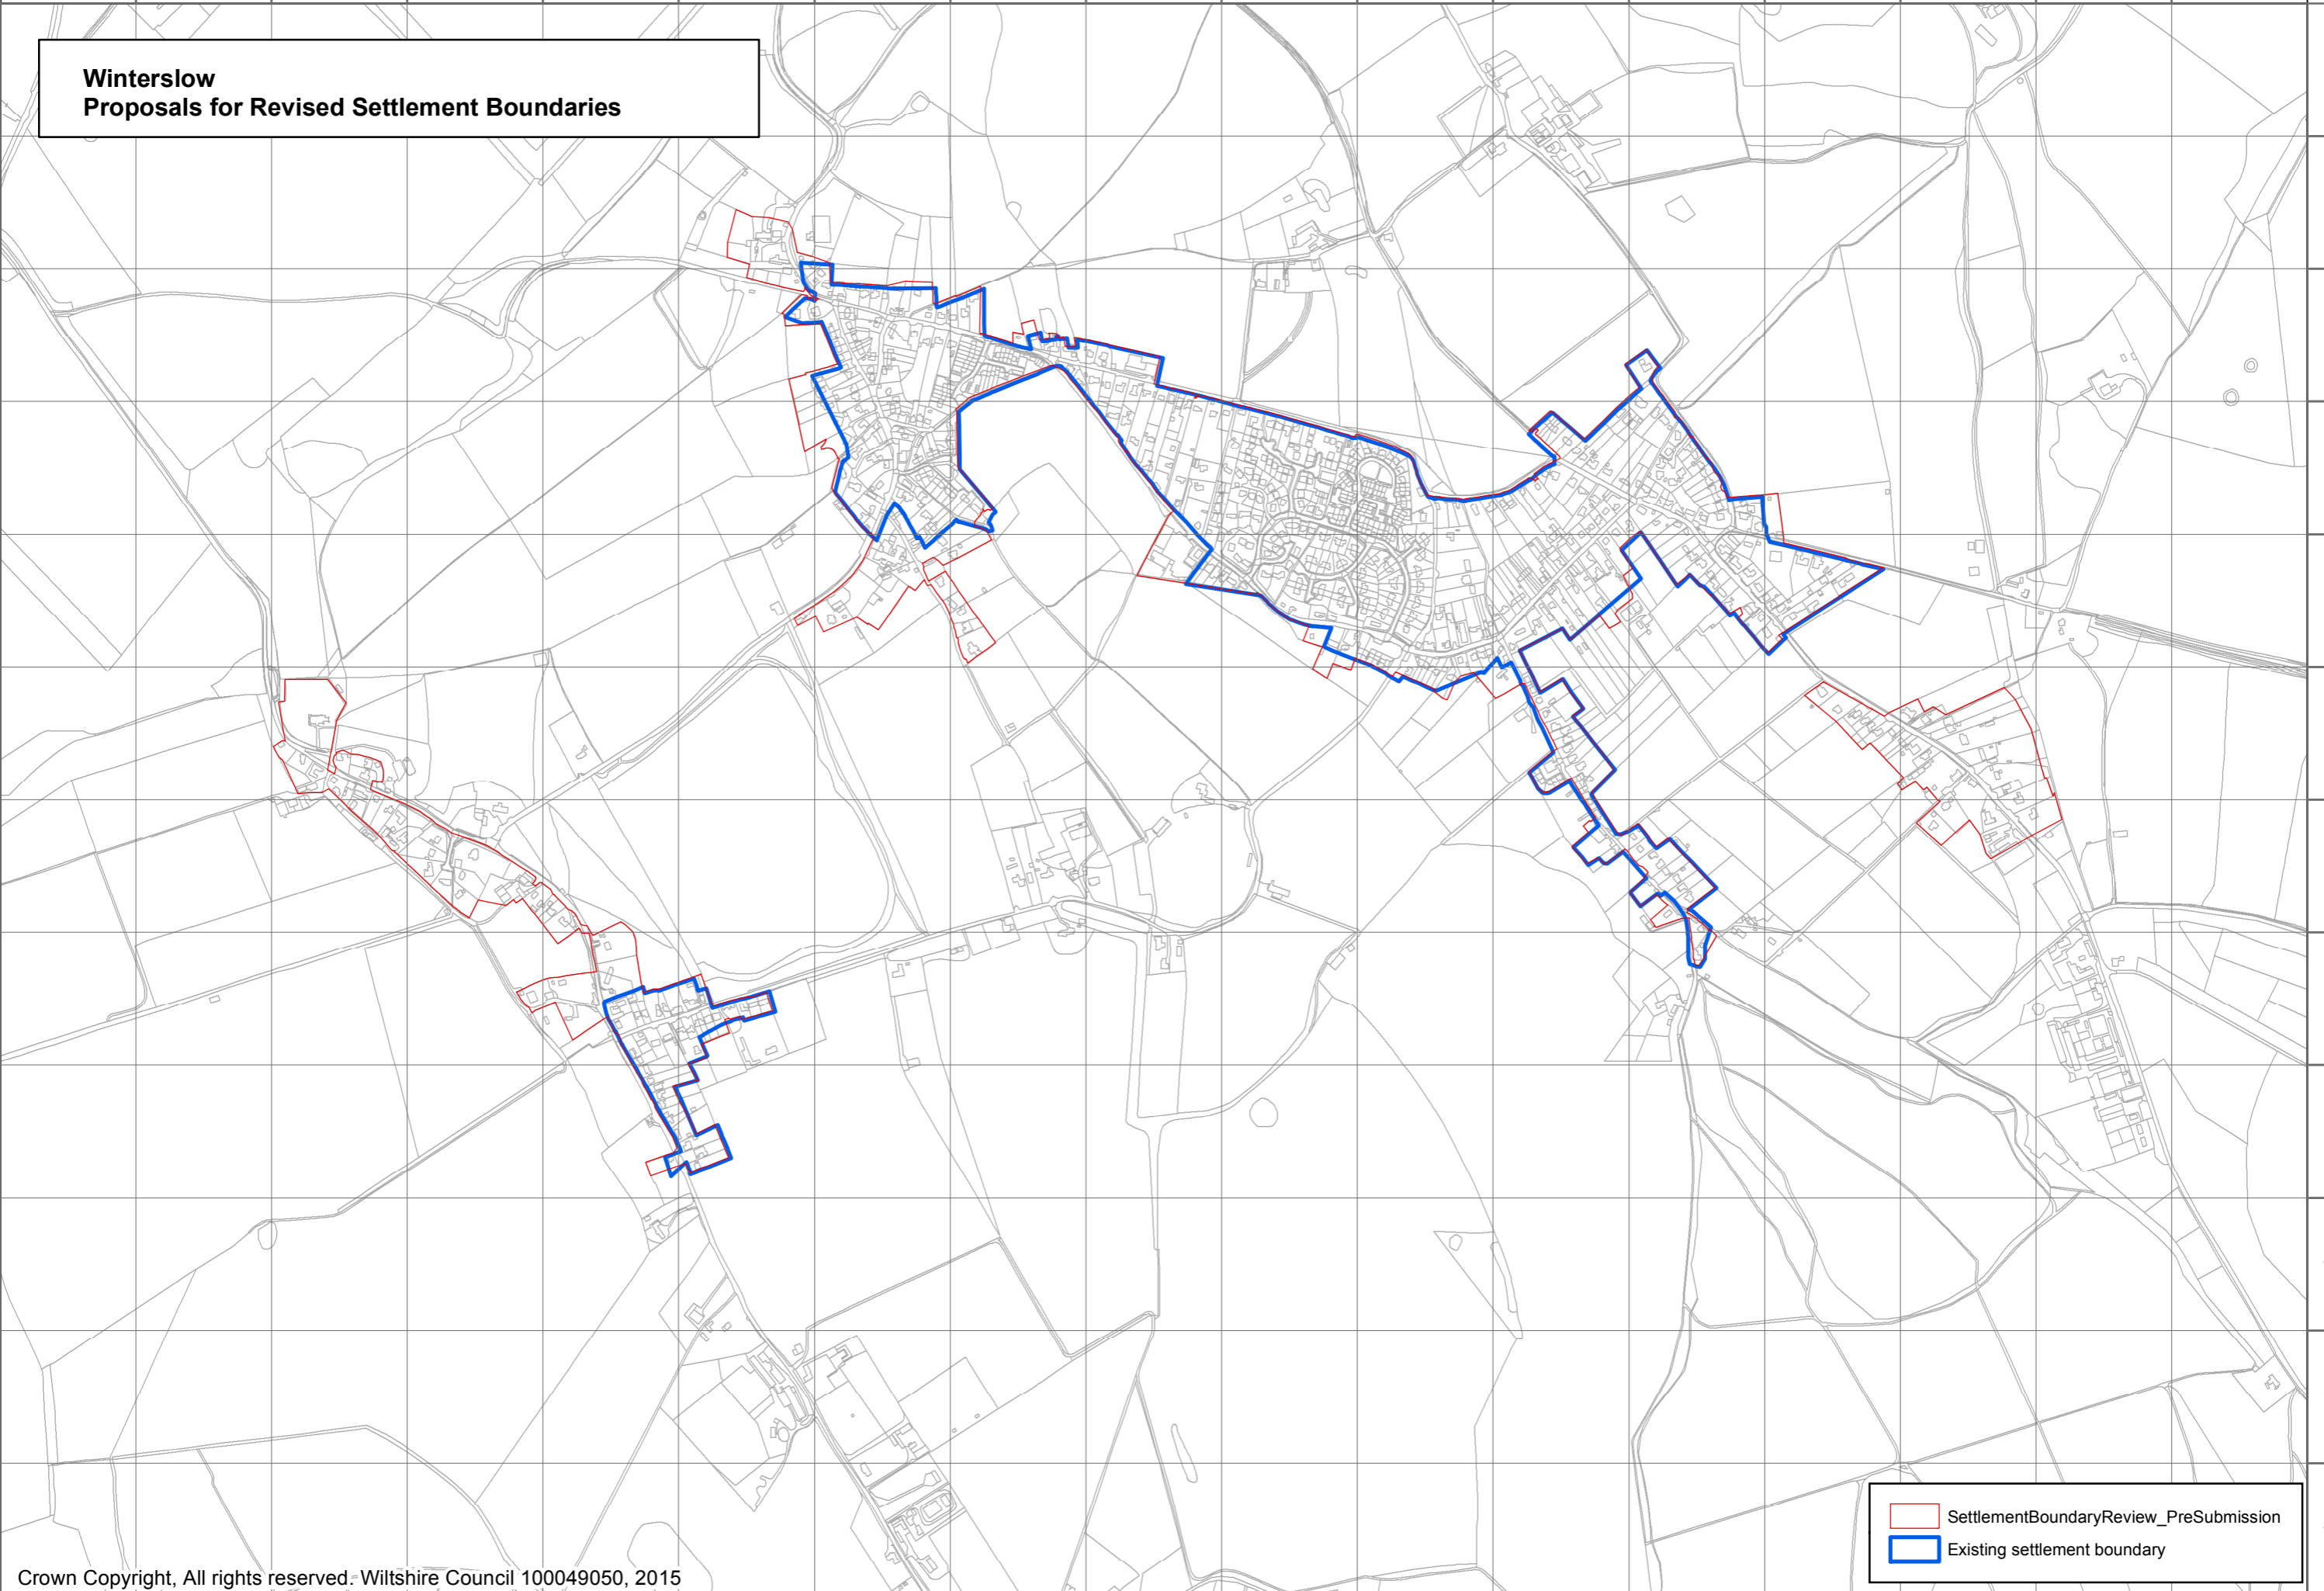 Winterslow
Proposals for Revised Settlement Boundaries
SettlementBoundaryReview_PreSubmission
Existing settlement boundary
Crown Copyright, All rights reserved. Wiltshire Council 100049050, 2015